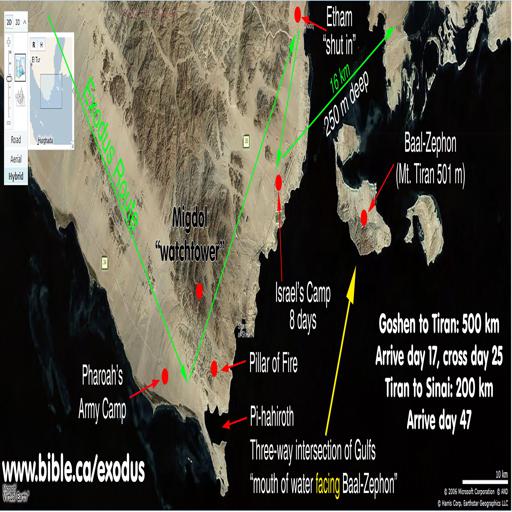 2D 3D
R H
El Tur
Hurghada
Road
Aerial
Hybrid
Etham
"shut in"
Exodus Route
16 km
250 m deep
Baal-Zephon
(Mt. Tiran 501 m)
Migdol
"watchtower"
Israel's Camp
8 days
Goshen to Tiran: 500 km
Arrive day 17, cross day 25
Tiran to Sinai: 200 km
Arrive day 47
Pillar of Fire
Pharoah's
Army Camp
Pi-hahiroth
Three-way intersection of Gulfs
"mouth of water facing Baal-Zephon"
www.bible.ca/exodus
10 km
© 2006 Microsoft Corporation © AND
© Harris Corp, Earthstar Geographics LLC